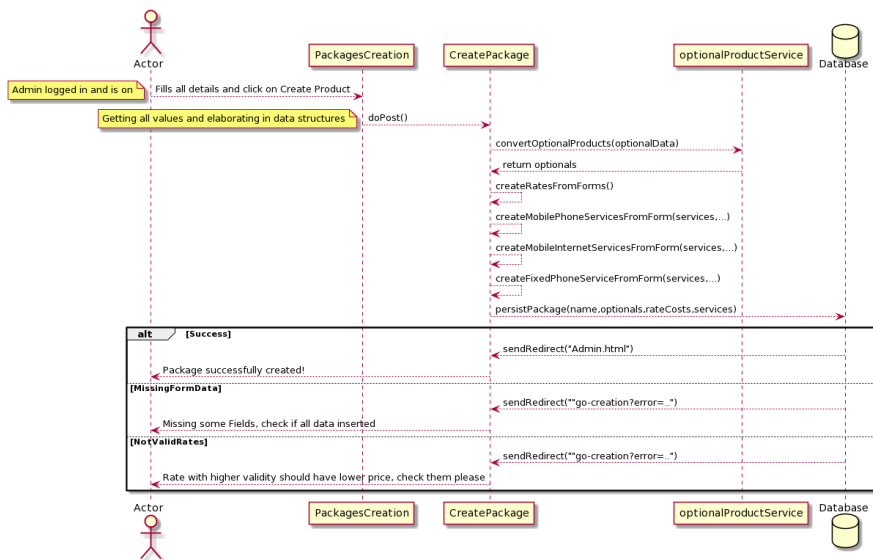 Actor
PackagesCreation
CreatePackage
optionalProductService
Database
Admin logged in and is on
Fills all details and click on Create Product
Getting all values and elaborating in data structures
doPost()
convertOptionalProducts(optionalData)
return optionals
createRatesFromForms()
createMobilePhoneServicesFromForm(services,...)
createMobileInternetServicesFromForm(services,...)
createFixedPhoneServiceFromForm(services,...)
persistPackage(name,optionals,rateCosts,services)
alt
[Success]
sendRedirect("Admin.html")
Package successfully created!
[MissingFormData]
sendRedirect(""go-creation?error=..")
Missing some Fields, check if all data inserted
[NotValidRates]
sendRedirect(""go-creation?error=..")
Rate with higher validity should have lower price, check them please
Actor
PackagesCreation
CreatePackage
optionalProductService
Database